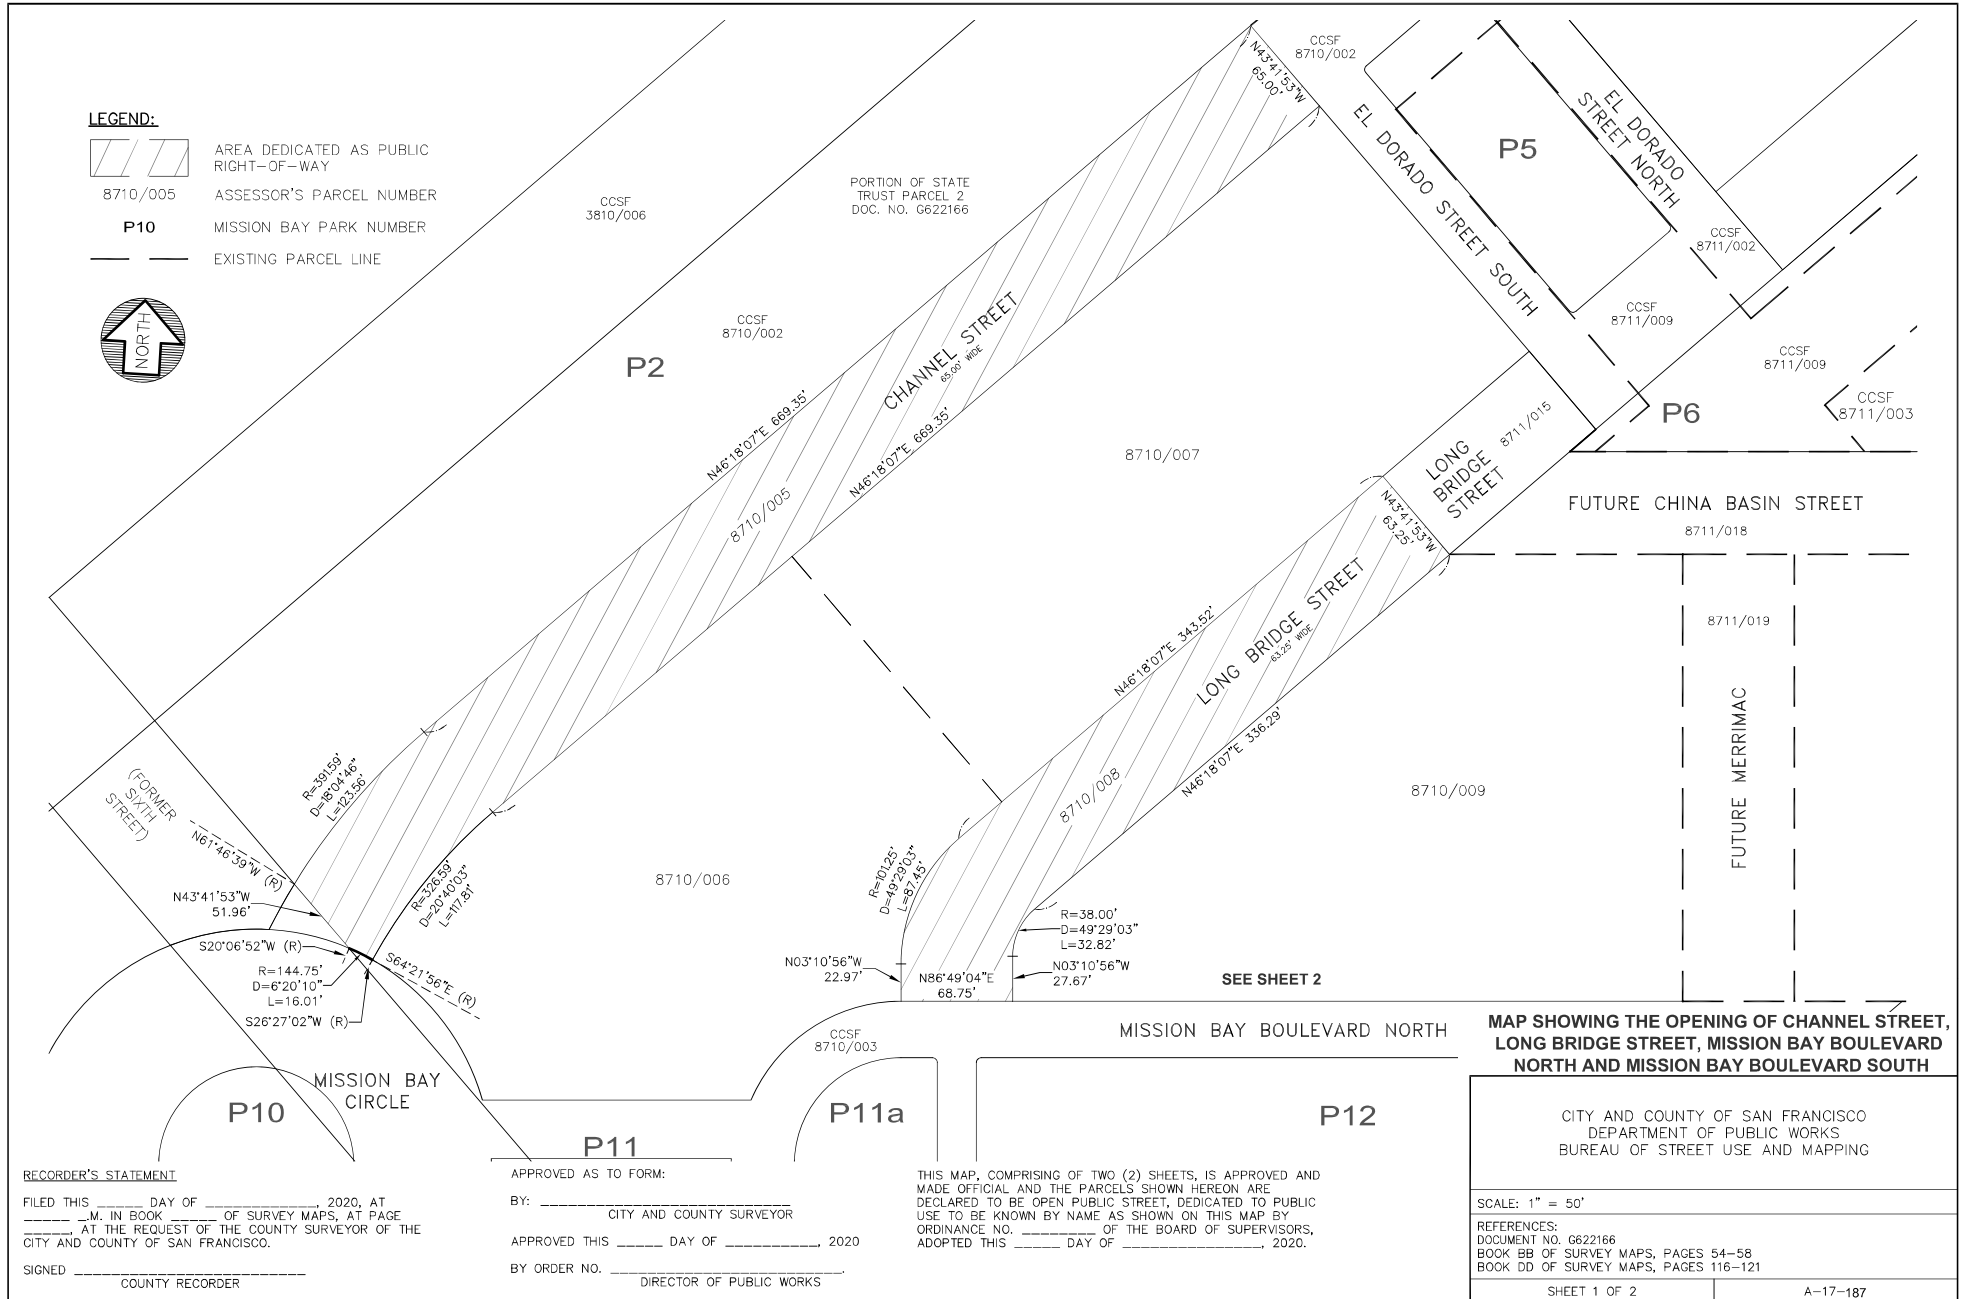 LEGEND:
AREA DEDICATED AS PUBLIC
RIGHT-OF-WAY
8710/005 ASSESSOR'S PARCEL NUMBER
P10 MISSION BAY PARK NUMBER
EXISTING PARCEL LINE
NORTH
CCSF
3810/006
PORTION OF STATE
TRUST PARCEL 2
DOC. NO. G622166
CCSF
8710/002
P2
N43°41'53"W
65.00'
CCSF
8710/002
EL DORADO STREET SOUTH
P5
EL DORADO
STREET NORTH
CCSF
8711/002
CCSF
8711/009
CCSF
8711/009
CCSF
8711/003
P6
CHANNEL STREET
65.00' WIDE
N46°18'07"E 669.35'
N46°18'07"E 669.35'
8710/005
8710/007
LONG
BRIDGE
STREET
8711/015
N43°41'53"W
63.25'
FUTURE CHINA BASIN STREET
8711/018
8711/019
FUTURE MERRIMAC
N46°18'07"E 343.52'
LONG BRIDGE STREET
63.25' WIDE
N46°18'07"E 336.29'
8710/008
8710/009
8710/006
(FORMER
SIXTH
STREET)
R=391.59'
D=18°04'46"
L=123.56'
N61°46'39"W (R)
N43°41'53"W
51.96'
R=326.59'
D=20°40'03"
L=117.81'
S20°06'52"W (R)
R=144.75'
D=6°20'10"
L=16.01'
S26°27'02"W (R)
S64°21'56"E (R)
R=101.25'
D=49°29'03"
L=87.45'
R=38.00'
D=49°29'03"
L=32.82'
N03°10'56"W
22.97'
N86°49'04"E
68.75'
N03°10'56"W
27.67'
SEE SHEET 2
MISSION BAY BOULEVARD NORTH
CCSF
8710/003
MISSION BAY
CIRCLE
P10
P11
P11a
P12
MAP SHOWING THE OPENING OF CHANNEL STREET,
LONG BRIDGE STREET, MISSION BAY BOULEVARD
NORTH AND MISSION BAY BOULEVARD SOUTH
CITY AND COUNTY OF SAN FRANCISCO
DEPARTMENT OF PUBLIC WORKS
BUREAU OF STREET USE AND MAPPING
SCALE: 1" = 50'
REFERENCES:
DOCUMENT NO. G622166
BOOK BB OF SURVEY MAPS, PAGES 54-58
BOOK DD OF SURVEY MAPS, PAGES 116-121
SHEET 1 OF 2 A-17-187
RECORDER'S STATEMENT
FILED THIS _____ DAY OF ____________, 2020, AT
_____ _.M. IN BOOK _____ OF SURVEY MAPS, AT PAGE
_____, AT THE REQUEST OF THE COUNTY SURVEYOR OF THE
CITY AND COUNTY OF SAN FRANCISCO.
SIGNED _________________________
COUNTY RECORDER
APPROVED AS TO FORM:
BY: ___________________________
CITY AND COUNTY SURVEYOR
APPROVED THIS _____ DAY OF __________, 2020
BY ORDER NO. _________________________.
DIRECTOR OF PUBLIC WORKS
THIS MAP, COMPRISING OF TWO (2) SHEETS, IS APPROVED AND
MADE OFFICIAL AND THE PARCELS SHOWN HEREON ARE
DECLARED TO BE OPEN PUBLIC STREET, DEDICATED TO PUBLIC
USE TO BE KNOWN BY NAME AS SHOWN ON THIS MAP BY
ORDINANCE NO. ________ OF THE BOARD OF SUPERVISORS,
ADOPTED THIS _____ DAY OF _______________, 2020.